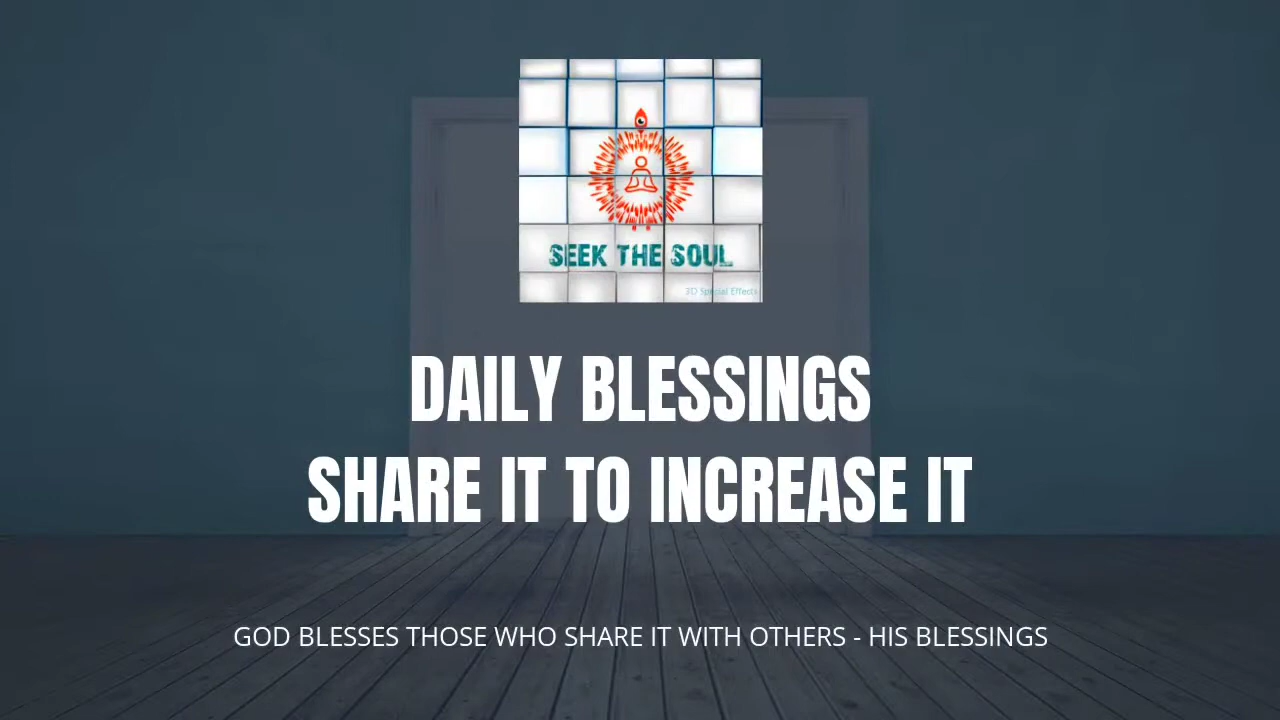 SEEK THE SOUL
3D Special Effects
DAILY BLESSINGS
SHARE IT TO INCREASE IT
GOD BLESSES THOSE WHO SHARE IT WITH OTHERS - HIS BLESSINGS